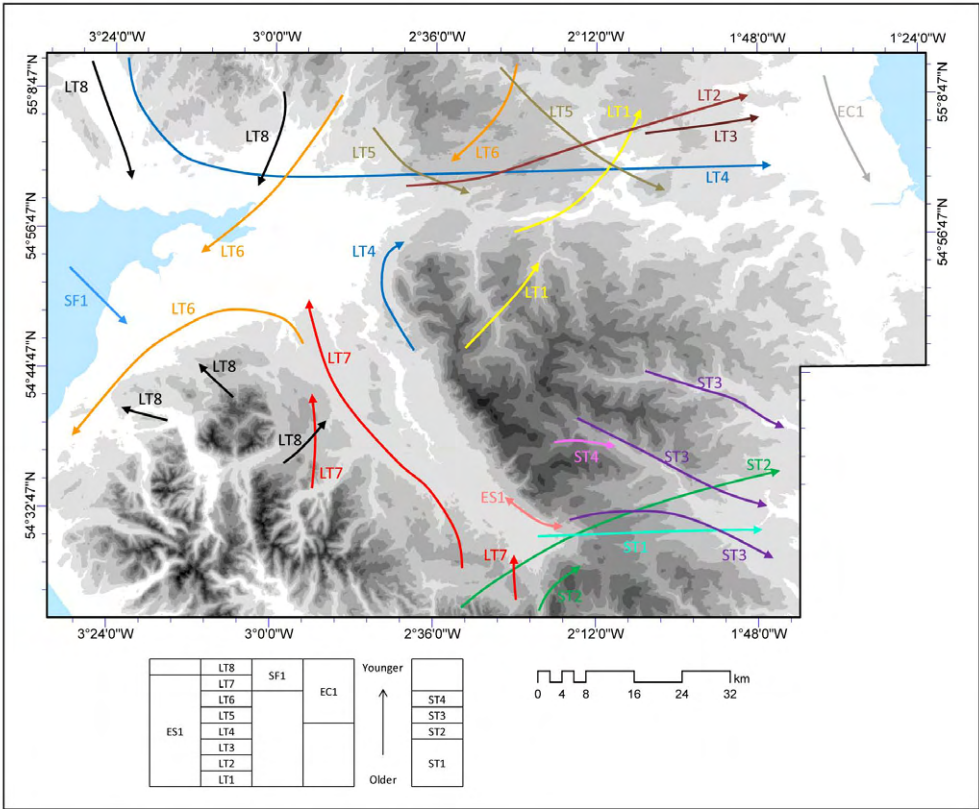 3°24'0"W 3°00'0"W 2°36'0"W 2°12'0"W 1°48'0"W 1°24'0"W
55°8'47"N
54°56'47"N
54°44'47"N
54°32'47"N
55°8'47"N
54°56'47"N
LT8
LT8
LT5
LT6
LT1
LT2
LT3
EC1
LT4
LT6
LT4
SF1
LT6
LT1
LT7
LT8
LT8
LT8
LT7
ST3
ST4
ST3
ST2
ES1
ST1
ST3
LT7
ST2
3°24'0"W 3°0'0"W 2°36'0"W 2°12'0"W 1°48'0"W
LT8 SF1 EC1 Younger
LT7
LT6 ST4
LT5 ST3
ES1 LT4 ST2
LT3
LT2 ST1
LT1 Older
km
0 4 8 16 24 32